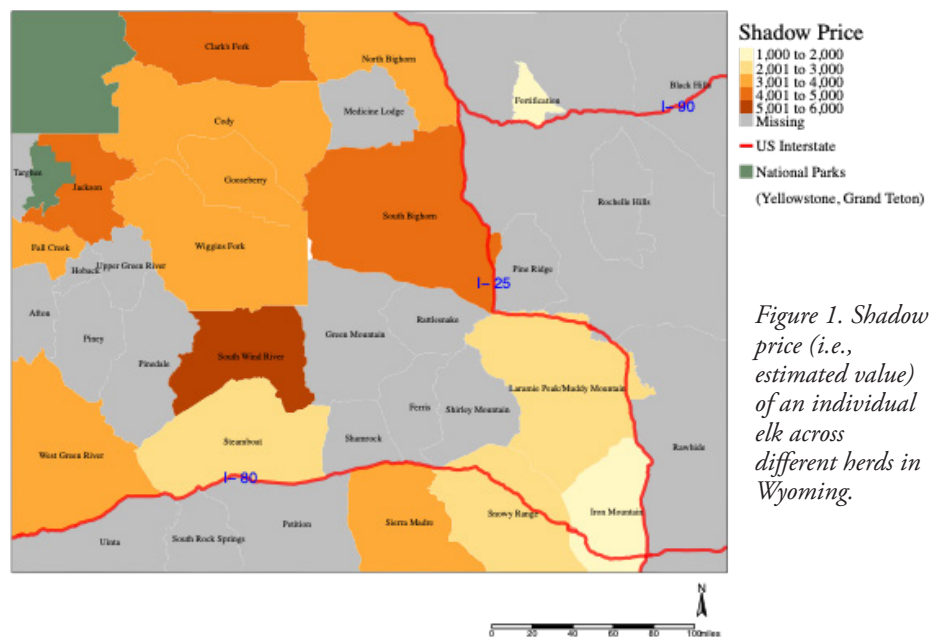 Clark's Fork
North Bighorn
Black Hills
Fortification
I- 90
Medicine Lodge
Cody
Targhee
Jackson
Gooseberry
Rochelle Hills
South Bighorn
Fall Creek
Wiggins Fork
Hoback
Upper Green River
Pine Ridge
I- 25
Afton
Rattlesnake
Green Mountain
Piney
Pinedale
South Wind River
Laramie Peak/Muddy Mountain
Ferris
Shirley Mountain
Steamboat
Shamrock
Rawhide
West Green River
I- 80
Iron Mountain
Snowy Range
Sierra Madre
Petition
Uinta
South Rock Springs
Shadow Price
1,000 to 2,000
2,001 to 3,000
3,001 to 4,000
4,001 to 5,000
5,001 to 6,000
Missing
US Interstate
National Parks
(Yellowstone, Grand Teton)
Figure 1. Shadow
price (i.e.,
estimated value)
of an individual
elk across
different herds in
Wyoming.
N
0 20 40 60 80 100miles